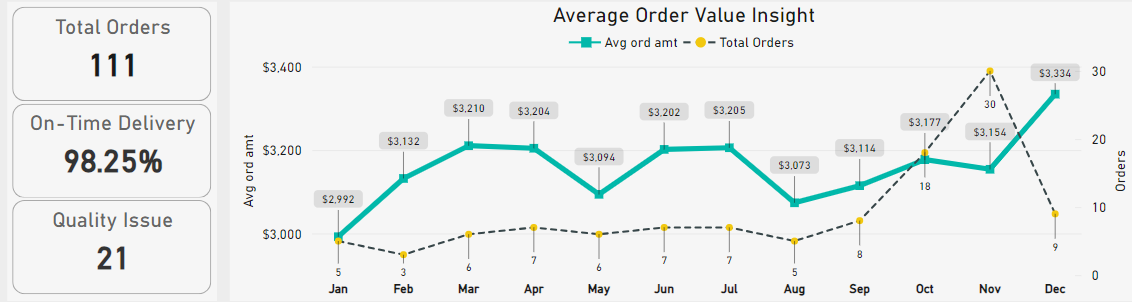 Total Orders
111
On-Time Delivery
98.25%
Quality Issue
21
Average Order Value Insight
Avg ord amt
Total Orders
$3,400
$3,200
$3,000
Avg ord amt
$2,992
$3,132
$3,210
$3,204
$3,094
$3,202
$3,205
$3,073
$3,114
$3,177
$3,154
$3,334
5
3
6
7
6
7
7
5
8
18
30
9
30
20
10
0
Orders
Jan
Feb
Mar
Apr
May
Jun
Jul
Aug
Sep
Oct
Nov
Dec